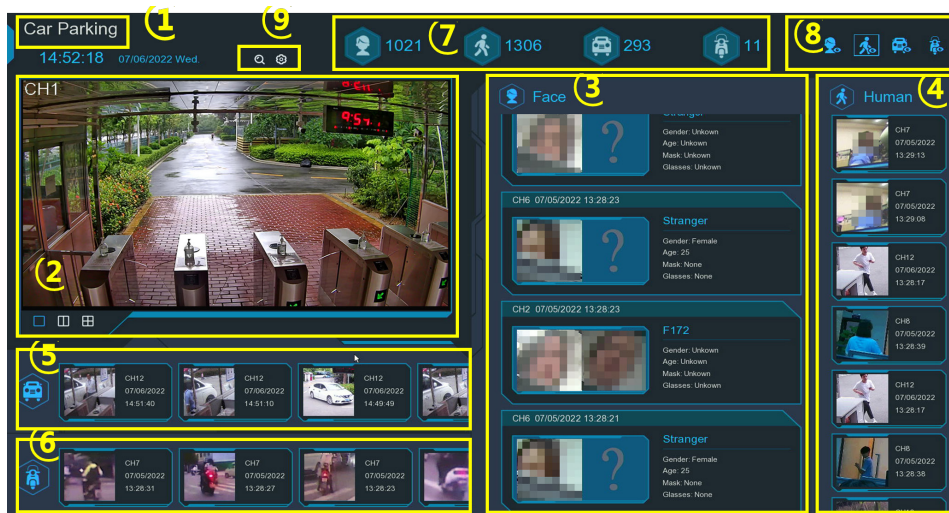 Car Parking
①
14:52:18 07/06/2022 Wed.
⑨
1021
⑦
1306
293
11
⑧
CH1
②
Face
③
Gender: Unkown
Age: Unkown
Mask: Unkown
Glasses: Unkown
CH6 07/05/2022 13:28:23
Stranger
Gender: Female
Age: 25
Mask: None
Glasses: None
CH2 07/05/2022 13:28:23
F172
Gender: Unkown
Age: Unkown
Mask: Unkown
Glasses: Unkown
CH6 07/05/2022 13:28:21
Stranger
Gender: Female
Age: 25
Mask: None
Glasses: None
Human
④
CH7
07/05/2022
13:29:13
CH7
07/05/2022
13:29:08
CH12
07/06/2022
13:28:17
CH8
07/05/2022
13:28:39
CH12
07/06/2022
13:28:17
CH8
07/05/2022
13:28:38
⑤
CH12
07/06/2022
14:51:40
CH12
07/06/2022
14:51:10
CH12
07/06/2022
14:49:49
⑥
CH7
07/05/2022
13:28:31
CH7
07/05/2022
13:28:27
CH7
07/05/2022
13:28:23